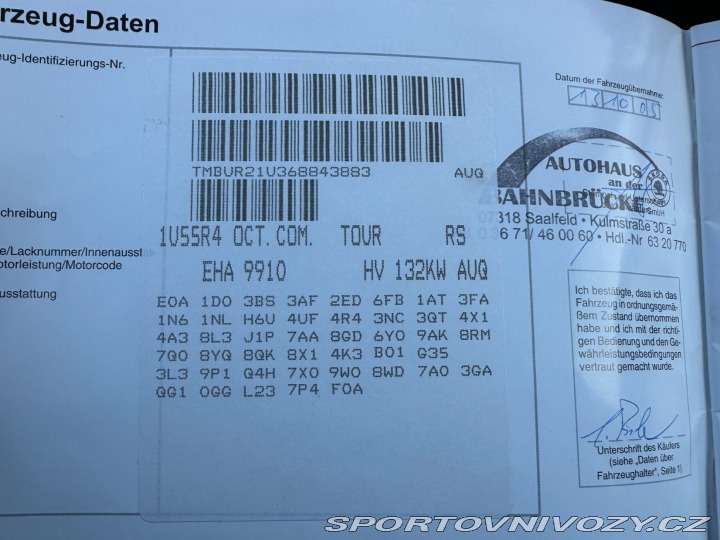 rzeug-Daten
eug-Identifizierungs-Nr.
TMBUR21U368843883 AUQ
schreibung
1U55R4 OCT.COM. TOUR RS
e/Lacknummer/Innenausst
otorleistung/Motorcode
EHA 9910 HV 132KW AUQ
usstattung
E0A 1D0 3BS 3AF 2ED 6FB 1AT 3FA
1N6 1NL H6U 4UF 4R4 3NC 3QT 4X1
4A3 8L3 J1P 7AA 8GD 6Y0 9AK 8RM
7Q0 8YQ 8QK 8X1 4K3 B01 G35
3L3 9P1 Q4H 7X0 9W0 8WD 7A0 3GA
QG1 0GG L23 7P4 F0A
Datum der Fahrzeugübernahme:
13 10 05
AUTOHAUS
an der
BAHNBRÜCKE
GmbH
07318 Saalfeld · Kulmstraße 30 a
0 36 71/ 46 00 60 · Hdl.-Nr 63 20 770
Ich bestätige, dass ich das
Fahrzeug in ordnungsgemä-
ßem Zustand übernommen
habe und ich mit der richti-
gen Bedienung und den Ge-
währleistungsbedingungen
vertraut gemacht wurde.
Unterschrift des Käufers
(siehe „Daten über
Fahrzeughalter", Seite 1)
SPORTOVNIVOZY.CZ